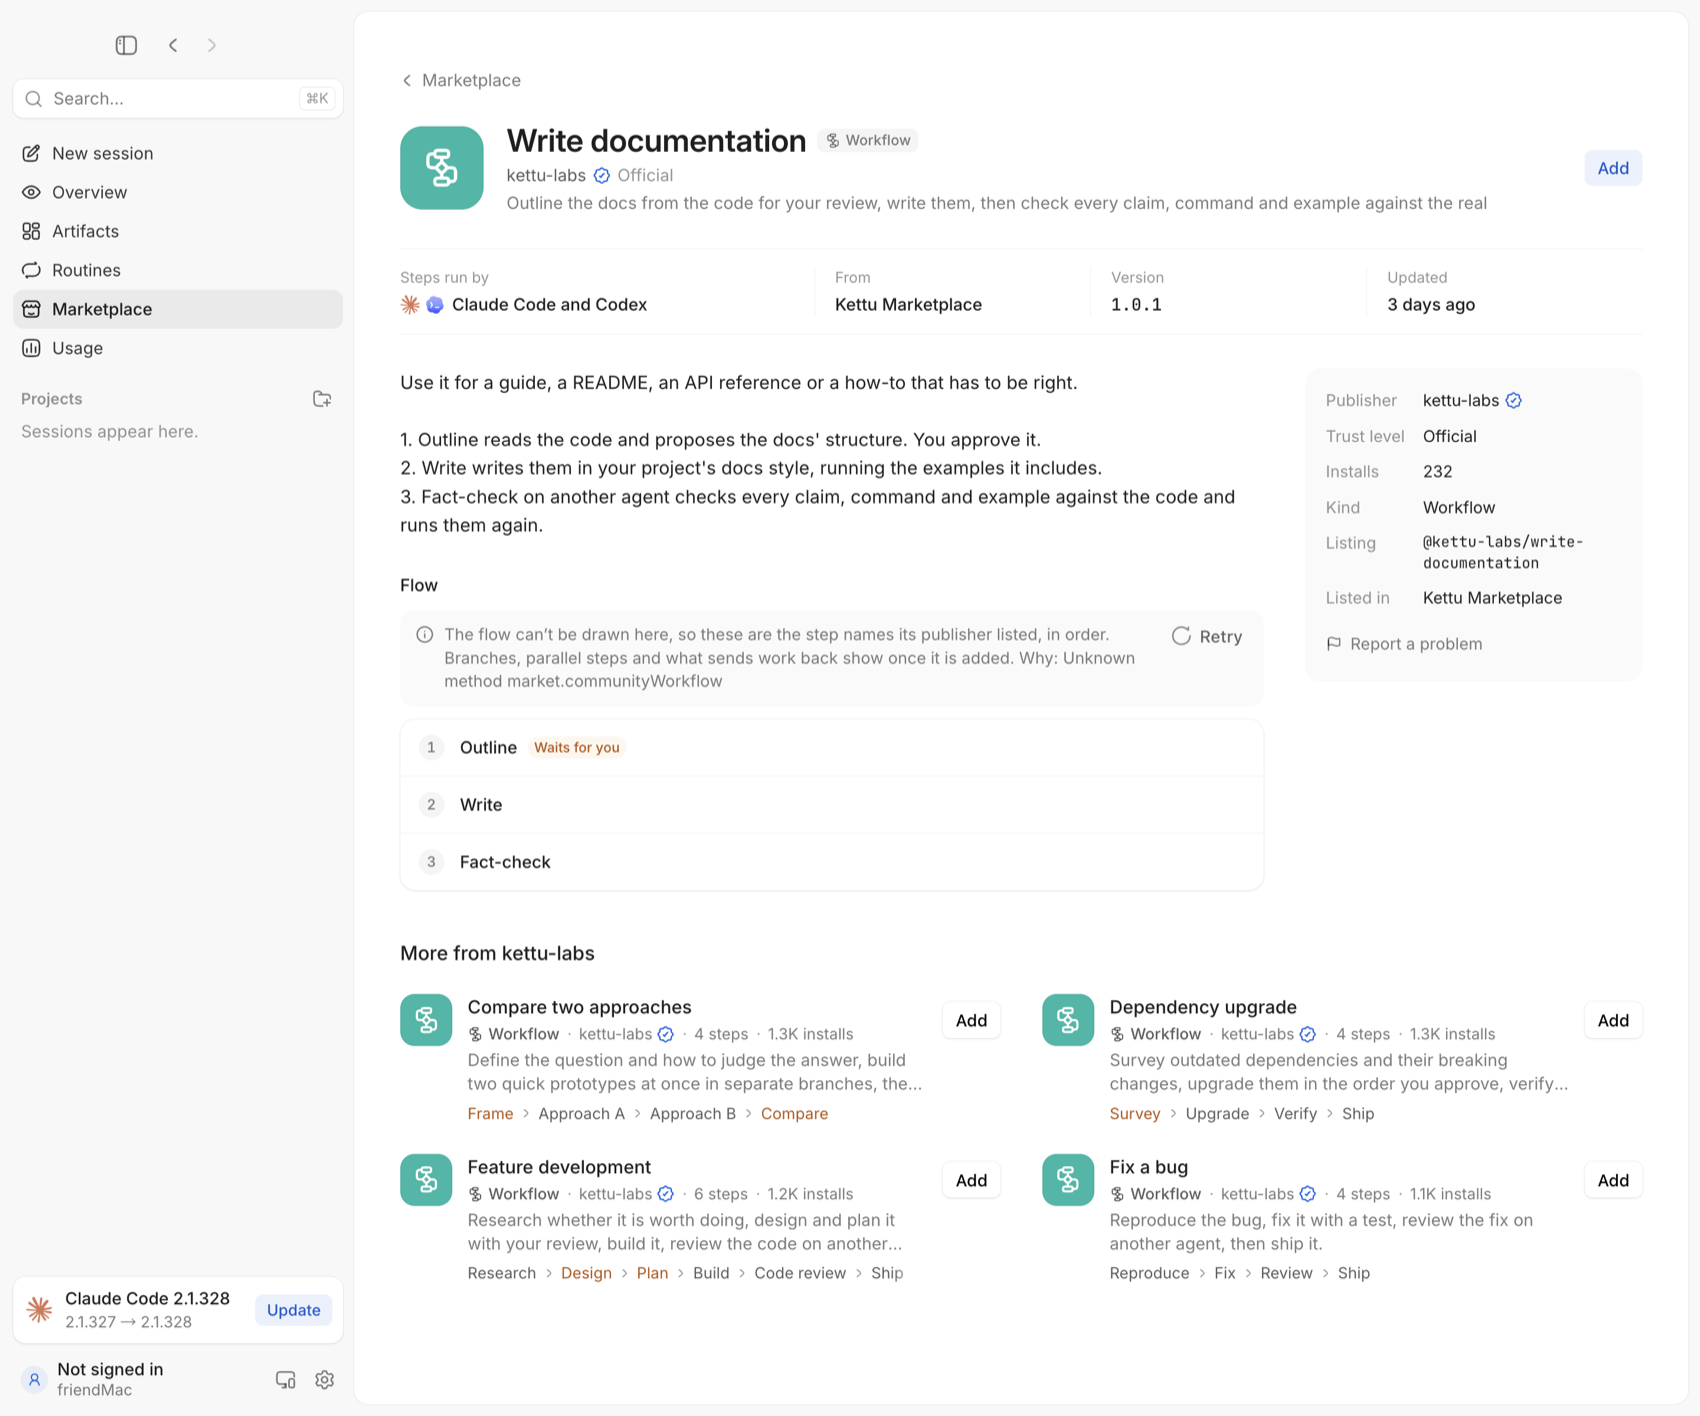 Search...
⌘K
New session
Overview
Artifacts
Routines
Marketplace
Usage
Projects
Sessions appear here.
Claude Code 2.1.328
2.1.327 → 2.1.328
Update
Not signed in
friendMac
Marketplace
Write documentation
Workflow
kettu-labs
Official
Outline the docs from the code for your review, write them, then check every claim, command and example against the real
Add
Steps run by
Claude Code and Codex
From
Kettu Marketplace
Version
1.0.1
Updated
3 days ago
Use it for a guide, a README, an API reference or a how-to that has to be right.
1. Outline reads the code and proposes the docs' structure. You approve it.
2. Write writes them in your project's docs style, running the examples it includes.
3. Fact-check on another agent checks every claim, command and example against the code and
runs them again.
Publisher kettu-labs
Trust level Official
Installs 232
Kind Workflow
Listing @kettu-labs/write-
documentation
Listed in Kettu Marketplace
Report a problem
Flow
The flow can’t be drawn here, so these are the step names its publisher listed, in order.
Branches, parallel steps and what sends work back show once it is added. Why: Unknown
method market.communityWorkflow
Retry
1 Outline Waits for you
2 Write
3 Fact-check
More from kettu-labs
Compare two approaches
Workflow · kettu-labs · 4 steps · 1.3K installs
Define the question and how to judge the answer, build
two quick prototypes at once in separate branches, the...
Frame > Approach A > Approach B > Compare
Add
Dependency upgrade
Workflow · kettu-labs · 4 steps · 1.3K installs
Survey outdated dependencies and their breaking
changes, upgrade them in the order you approve, verify...
Survey > Upgrade > Verify > Ship
Add
Feature development
Workflow · kettu-labs · 6 steps · 1.2K installs
Research whether it is worth doing, design and plan it
with your review, build it, review the code on another...
Research > Design > Plan > Build > Code review > Ship
Add
Fix a bug
Workflow · kettu-labs · 4 steps · 1.1K installs
Reproduce the bug, fix it with a test, review the fix on
another agent, then ship it.
Reproduce > Fix > Review > Ship
Add